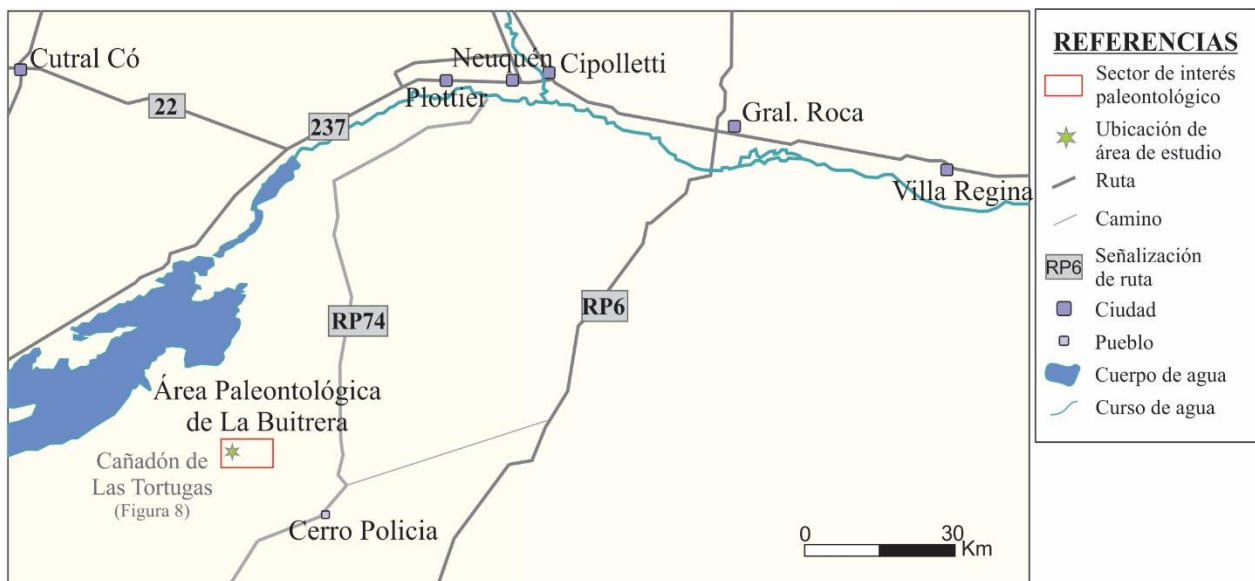 Cutral Có
Neuquén
Cipolletti
22
Plottier
237
Gral. Roca
Villa Regina
RP74
RP6
Área Paleontológica
de La Buitrera
Cañadón de
Las Tortugas
(Figura 8)
Cerro Policia
0
30
Km
REFERENCIAS
Sector de interés
paleontológico
Ubicación de
área de estudio
Ruta
Camino
RP6
Señalización
de ruta
Ciudad
Pueblo
Cuerpo de agua
Curso de agua